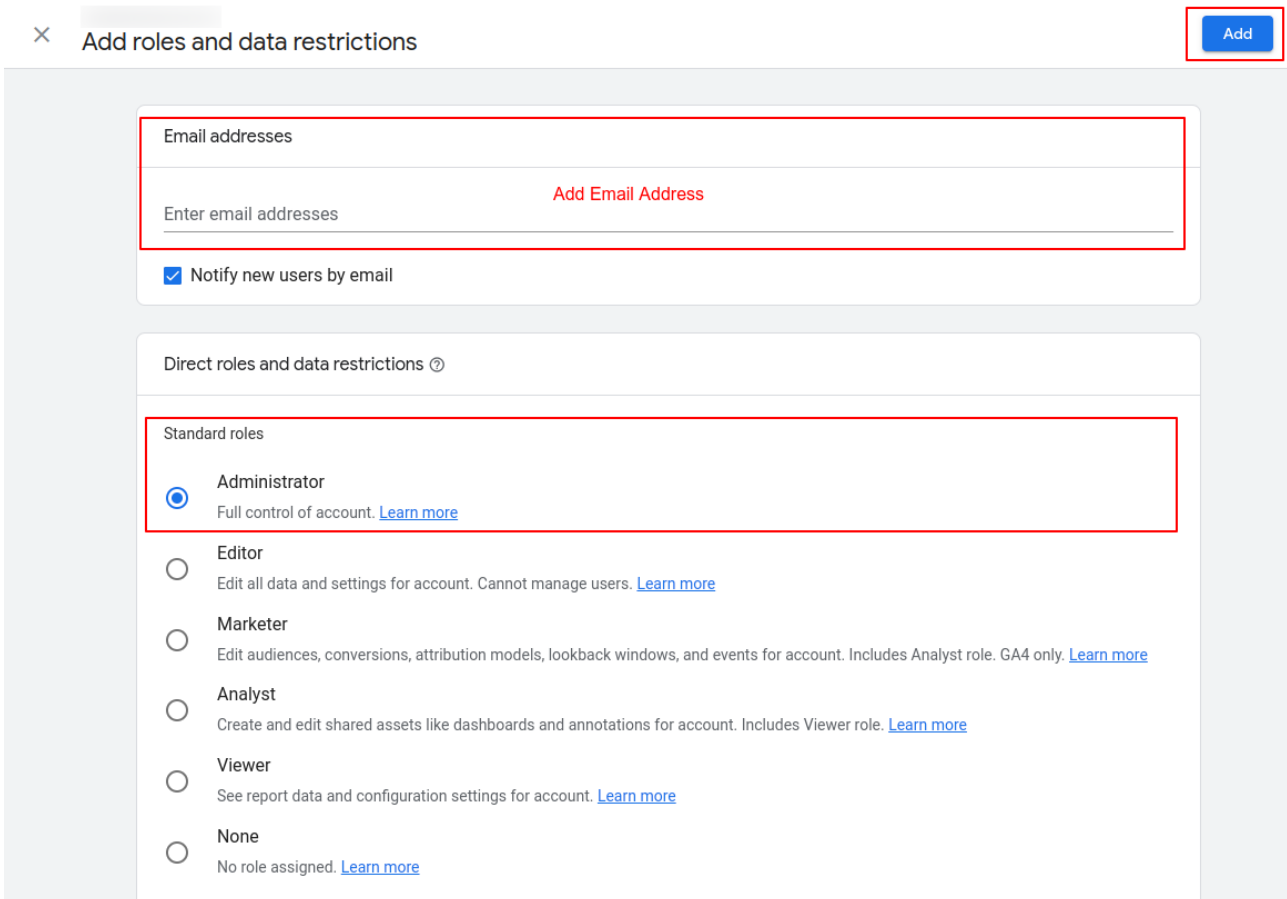 Add roles and data restrictions
Add
Email addresses
Add Email Address
Enter email addresses
Notify new users by email
Direct roles and data restrictions
Standard roles
Administrator
Full control of account. Learn more
Editor
Edit all data and settings for account. Cannot manage users. Learn more
Marketer
Edit audiences, conversions, attribution models, lookback windows, and events for account. Includes Analyst role. GA4 only. Learn more
Analyst
Create and edit shared assets like dashboards and annotations for account. Includes Viewer role. Learn more
Viewer
See report data and configuration settings for account. Learn more
None
No role assigned. Learn more